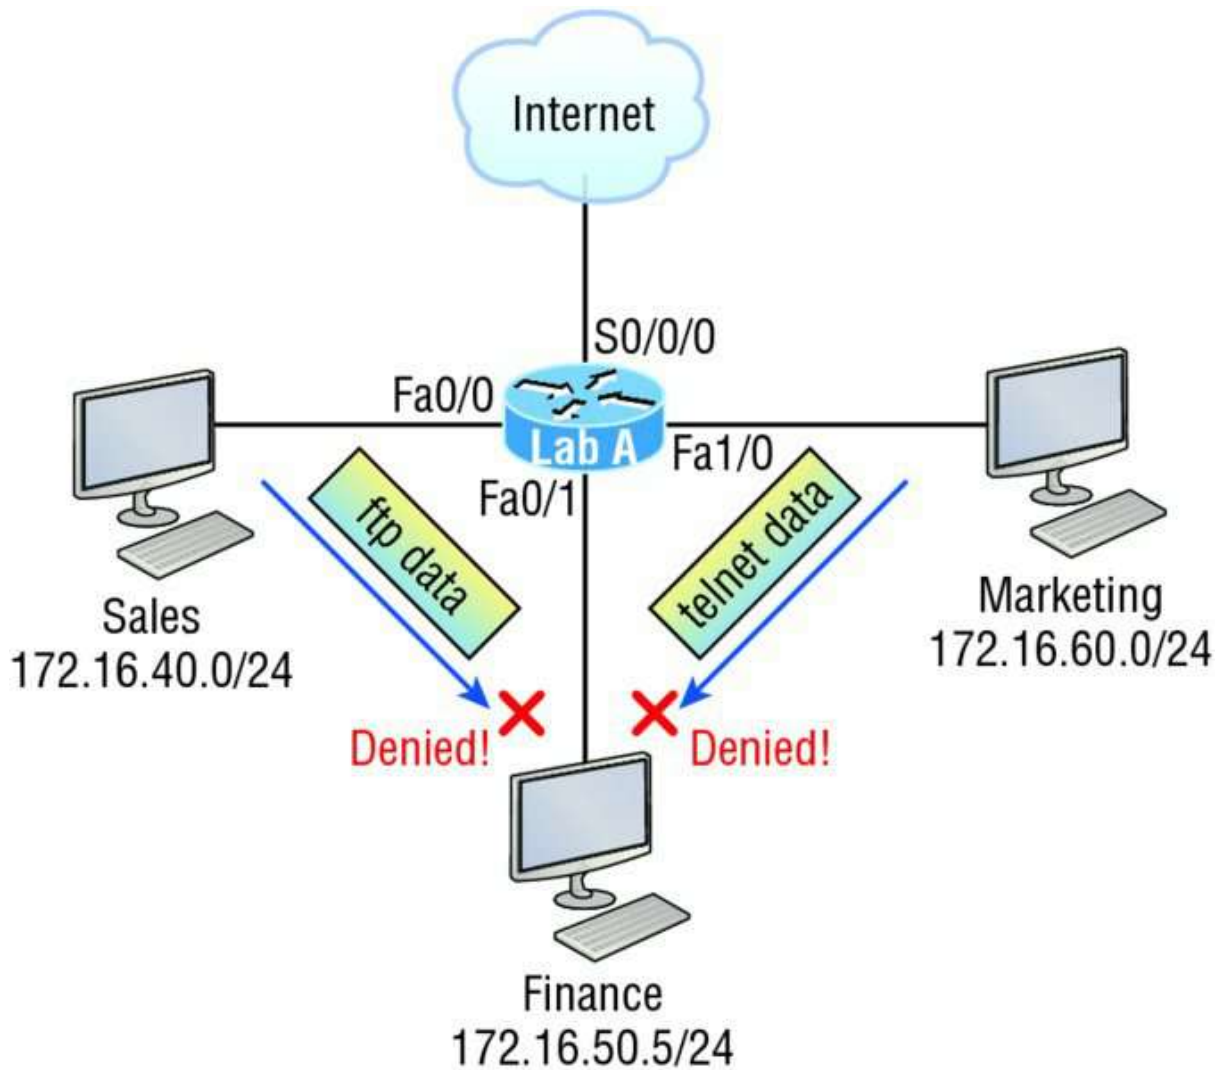 Internet
S0/0/0
Fa0/0
Lab A
Fa1/0
Fa0/1
ftp data
telnet data
Sales
172.16.40.0/24
Marketing
172.16.60.0/24
Denied!
Denied!
Finance
172.16.50.5/24